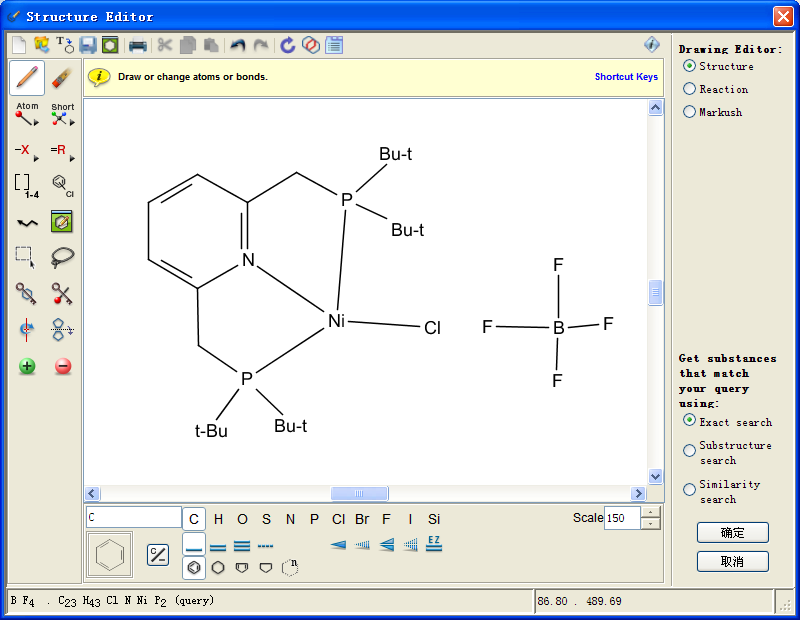 Structure Editor
Draw or change atoms or bonds.
Shortcut Keys
Drawing Editor:
Structure
Reaction
Markush
Atom
Short
-X
=R
[ ] 1-4
Cl
Bu-t
P
Bu-t
N
Ni
Cl
P
t-Bu
Bu-t
F
F
B
F
F
Get substances
that match
your query
using:
Exact search
Substructure
search
Similarity
search
C
C H O S N P Cl Br F I Si
Scale 150
EZ
n
确定
取消
B F4 . C23 H43 Cl N Ni P2 (query)
86.80 . 489.69